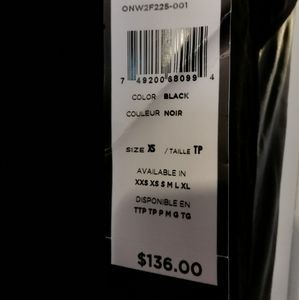 ONW2F225-001
7 49200 68099 4
COLOR BLACK
COULEUR NOIR
SIZE XS / TAILLE TP
AVAILABLE IN
XXS XS S M L XL
DISPONIBLE EN
TTP TP P M G TG
$136.00